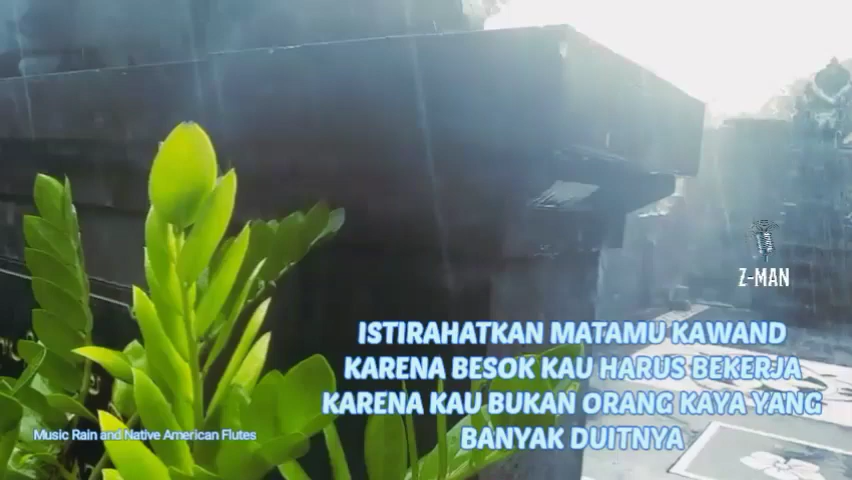 Z-MAN
ISTIRAHATKAN MATAMU KAWAND
KARENA BESOK KAU HARUS BEKERJA
KARENA KAU BUKAN ORANG KAYA YANG
BANYAK DUITNYA
Music Rain and Native American Flutes